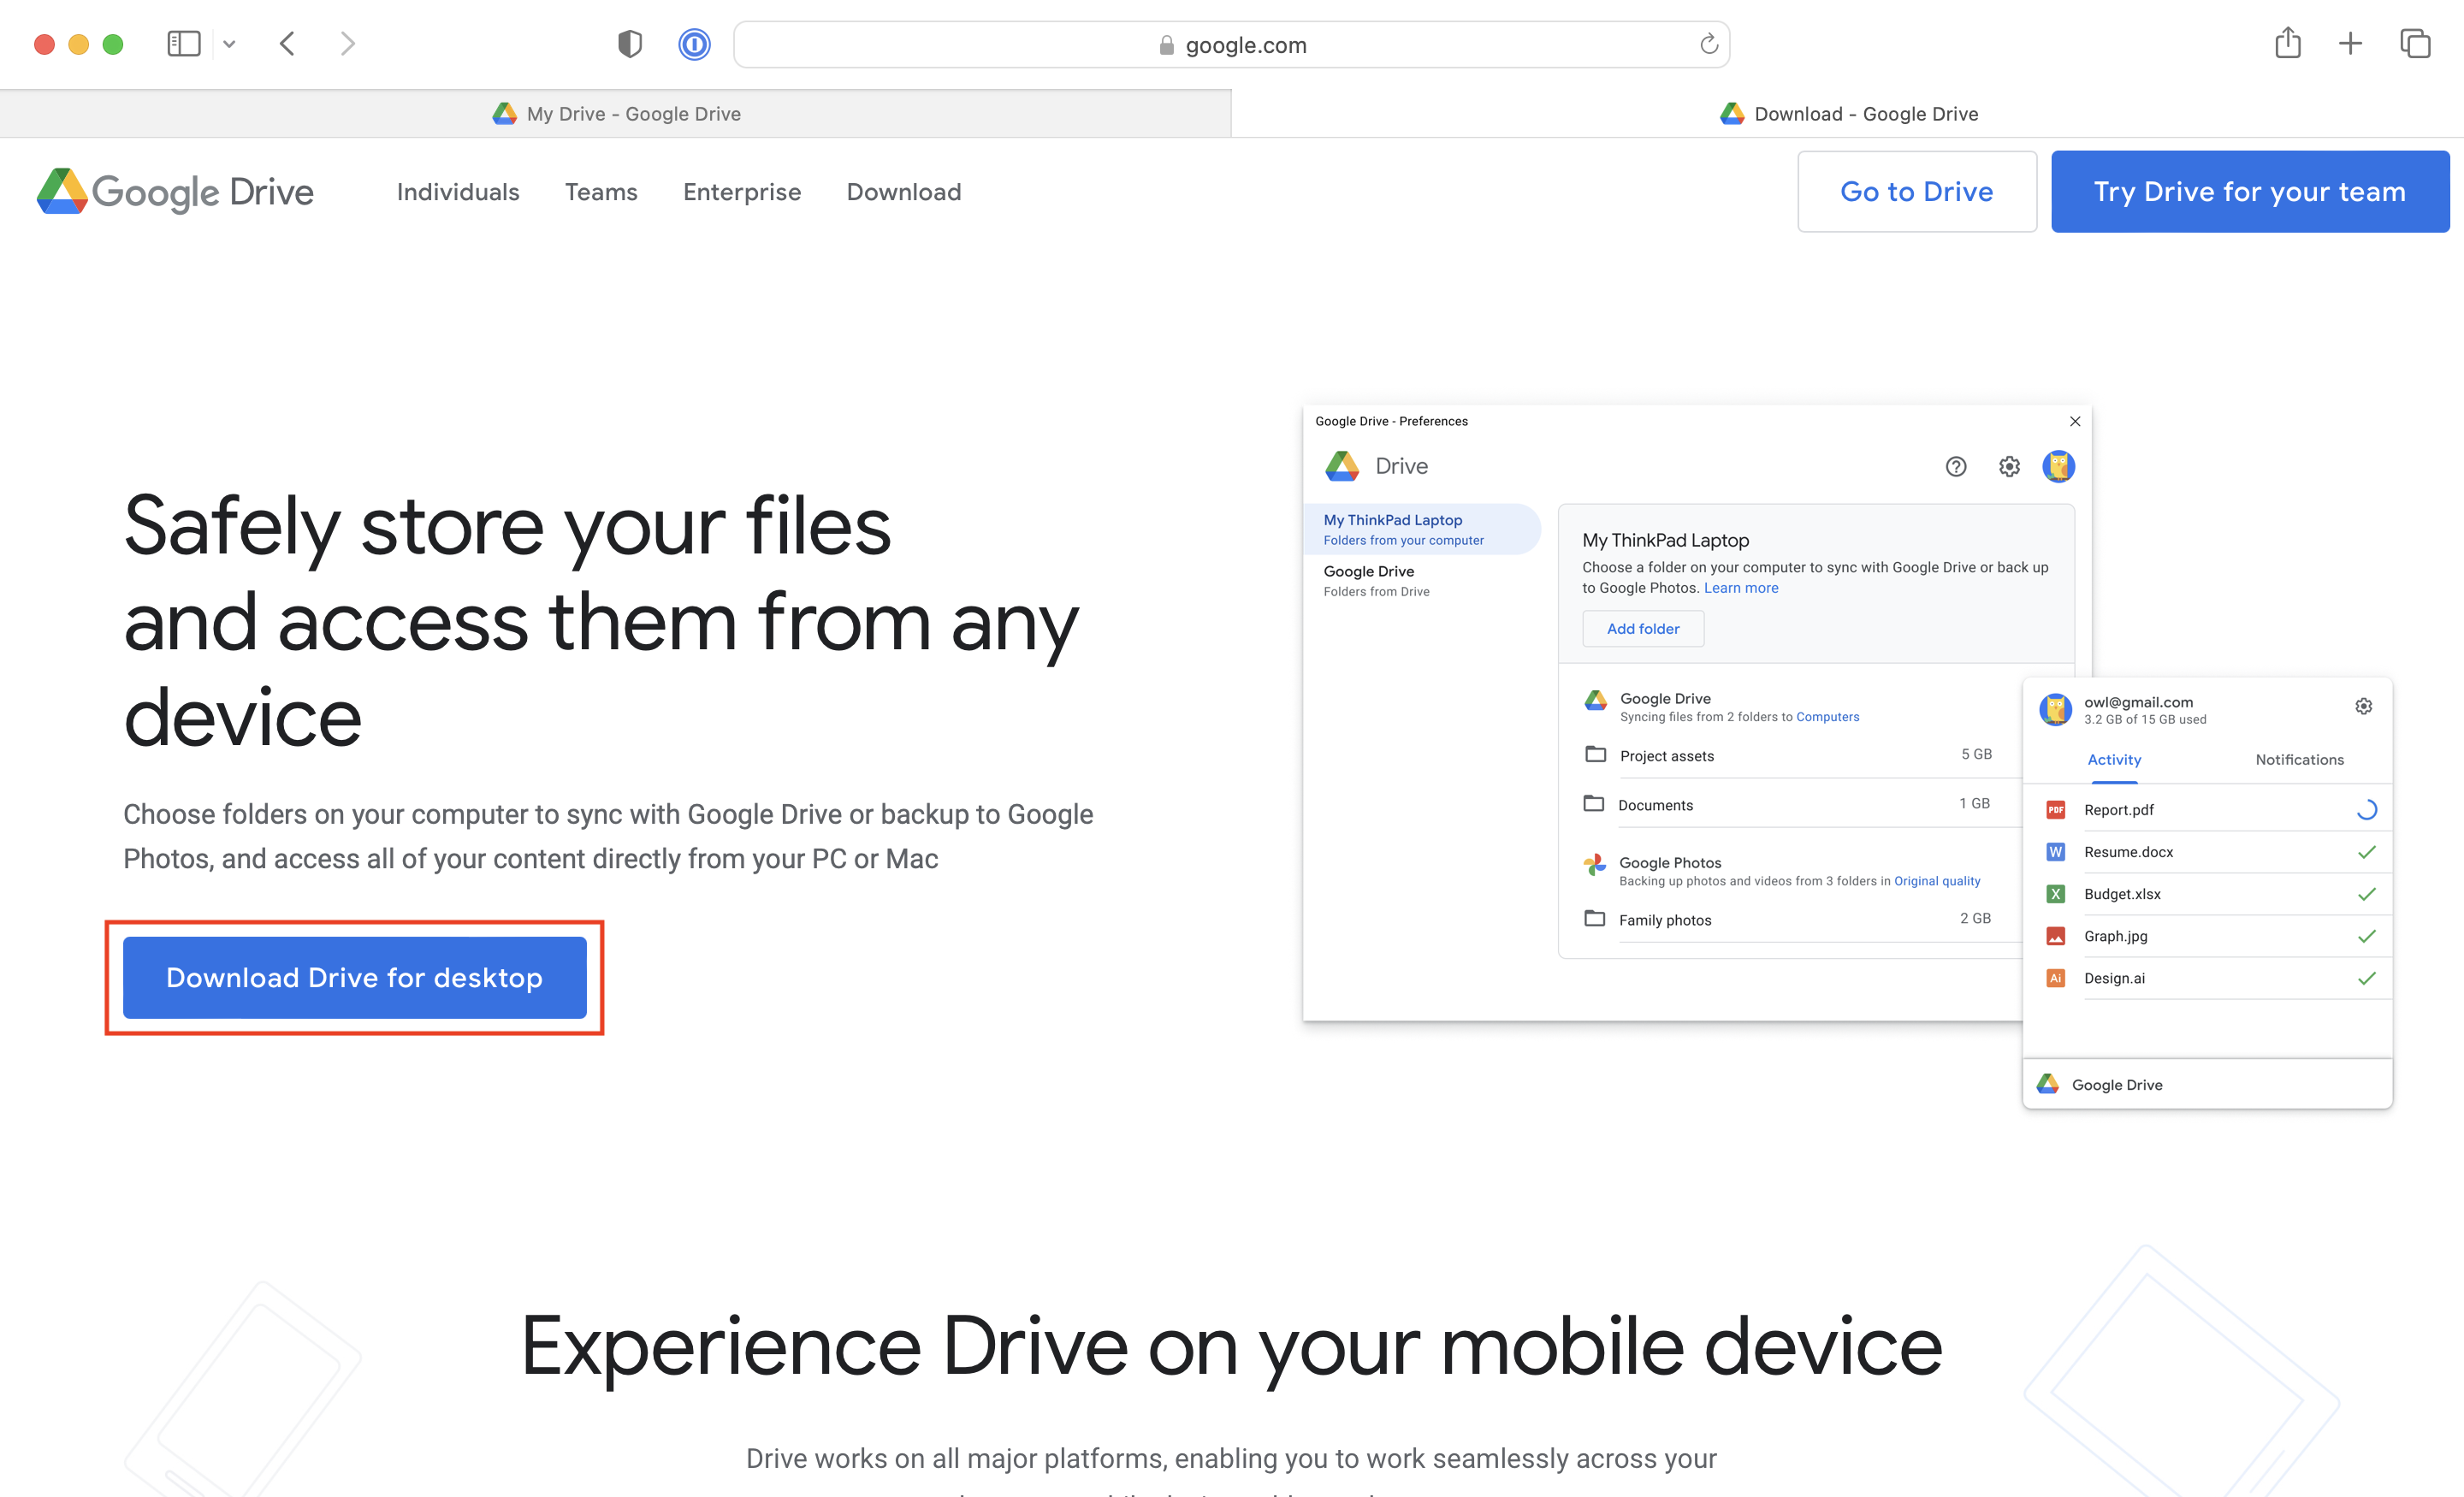 google.com
My Drive - Google Drive
Download - Google Drive
Google Drive
Individuals
Teams
Enterprise
Download
Go to Drive
Try Drive for your team
Safely store your files
and access them from any
device
Choose folders on your computer to sync with Google Drive or backup to Google
Photos, and access all of your content directly from your PC or Mac
Download Drive for desktop
Google Drive - Preferences
Drive
My ThinkPad Laptop
Folders from your computer
Google Drive
Folders from Drive
My ThinkPad Laptop
Choose a folder on your computer to sync with Google Drive or back up
to Google Photos. Learn more
Add folder
Google Drive
Syncing files from 2 folders to Computers
Project assets
5 GB
Documents
1 GB
Google Photos
Backing up photos and videos from 3 folders in Original quality
Family photos
2 GB
owl@gmail.com
3.2 GB of 15 GB used
Activity
Notifications
PDF
Report.pdf
W
Resume.docx
X
Budget.xlsx
Graph.jpg
Ai
Design.ai
Google Drive
Experience Drive on your mobile device
Drive works on all major platforms, enabling you to work seamlessly across your